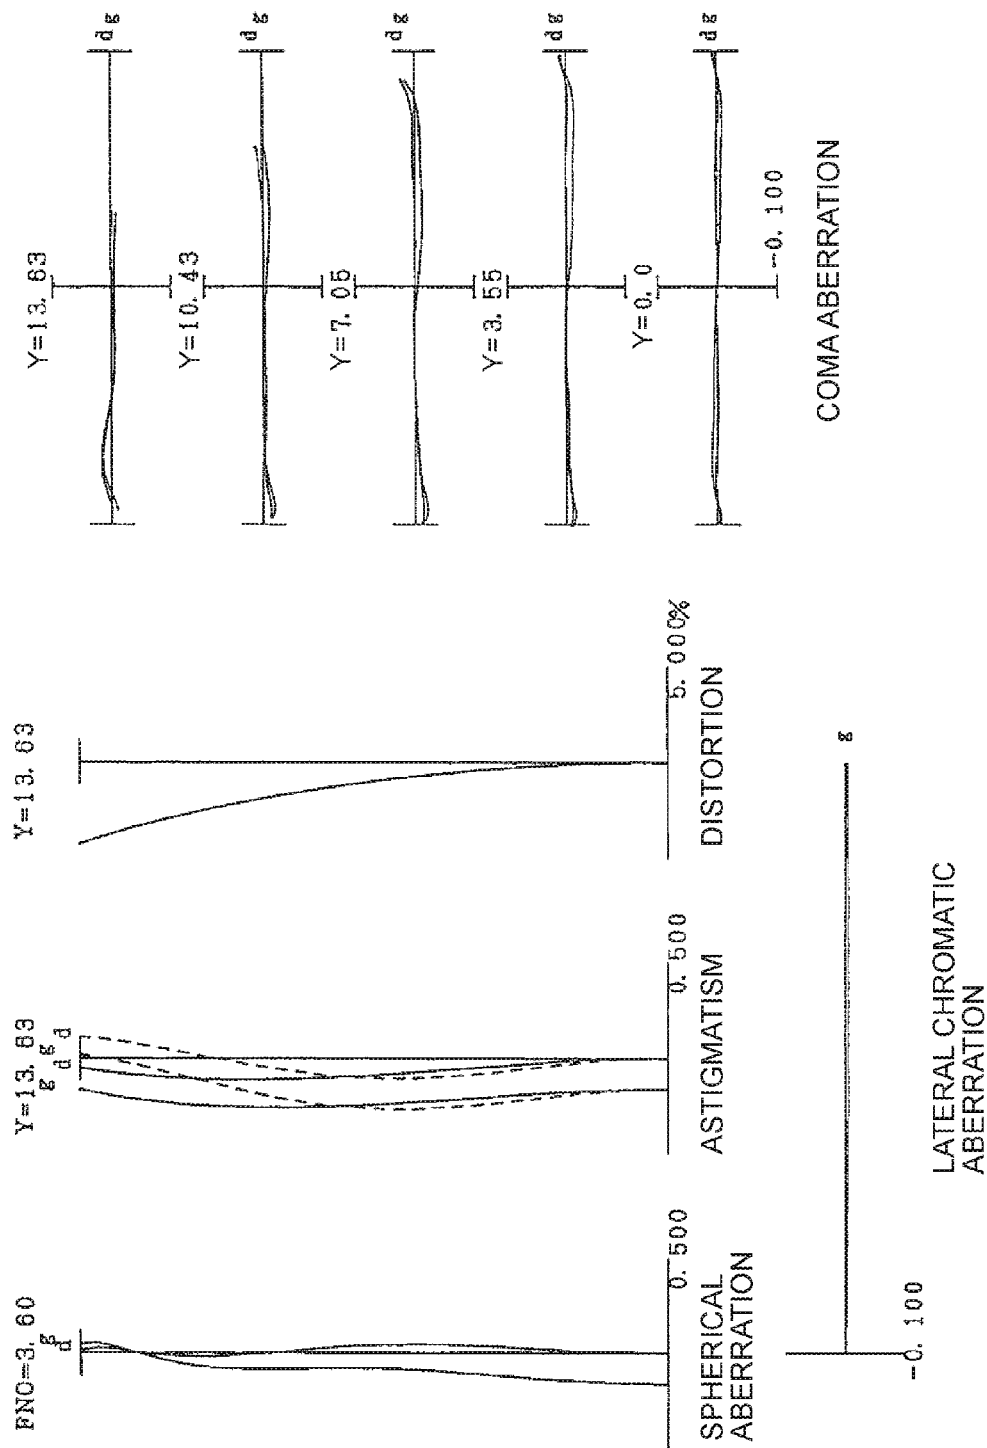 FNO=3. 60
g
d
0. 500
SPHERICAL
ABERRATION
Y=13. 63
g
d
g
d
0. 500
ASTIGMATISM
Y=13. 63
5. 000%
DISTORTION
Y=13. 63
d g
Y=10. 43
d g
Y=7. 05
d g
Y=3. 55
d g
Y=0. 0
d g
-0. 100
COMA ABERRATION
g
-0. 100
LATERAL CHROMATIC
ABERRATION